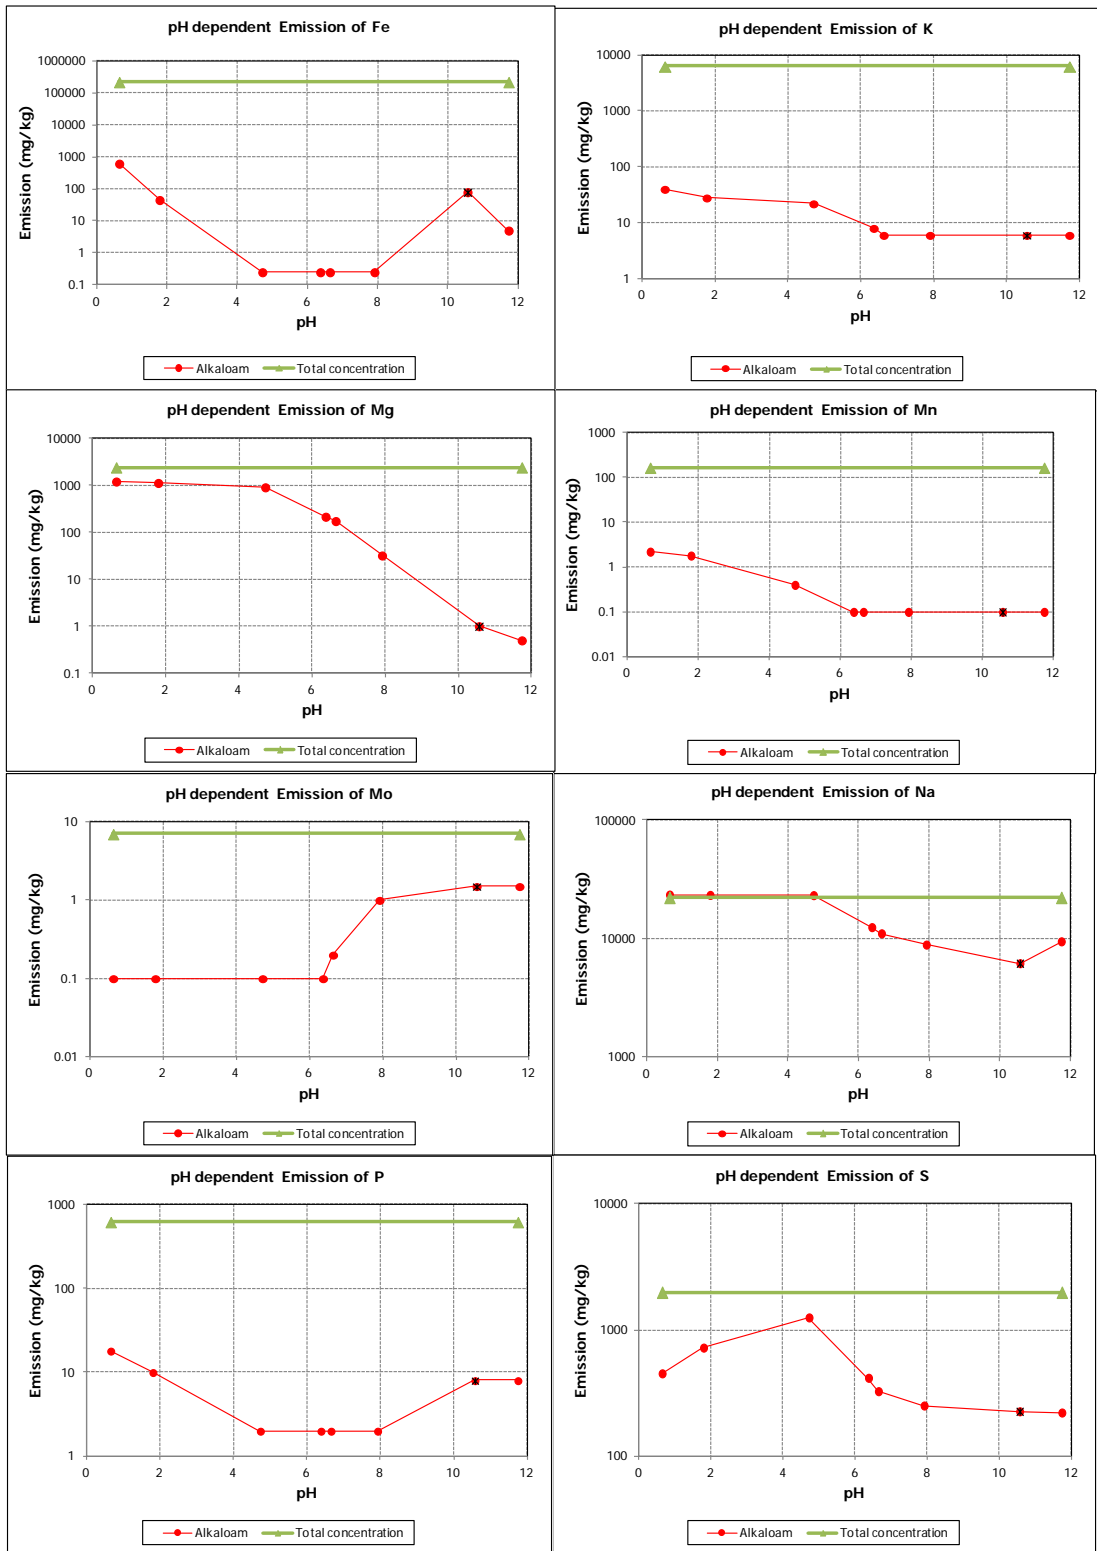 pH dependent Emission of Fe
Emission (mg/kg)
1000000
100000
10000
1000
100
10
1
0.1
0 2 4 6 8 10 12
pH
Alkaloam Total concentration
pH dependent Emission of K
Emission (mg/kg)
10000
1000
100
10
1
0 2 4 6 8 10 12
pH
Alkaloam Total concentration
pH dependent Emission of Mg
Emission (mg/kg)
10000
1000
100
10
1
0.1
0 2 4 6 8 10 12
pH
Alkaloam Total concentration
pH dependent Emission of Mn
Emission (mg/kg)
1000
100
10
1
0.1
0.01
0 2 4 6 8 10 12
pH
Alkaloam Total concentration
pH dependent Emission of Mo
Emission (mg/kg)
10
1
0.1
0.01
0 2 4 6 8 10 12
pH
Alkaloam Total concentration
pH dependent Emission of Na
Emission (mg/kg)
100000
10000
1000
0 2 4 6 8 10 12
pH
Alkaloam Total concentration
pH dependent Emission of P
Emission (mg/kg)
1000
100
10
1
0 2 4 6 8 10 12
pH
Alkaloam Total concentration
pH dependent Emission of S
Emission (mg/kg)
10000
1000
100
0 2 4 6 8 10 12
pH
Alkaloam Total concentration